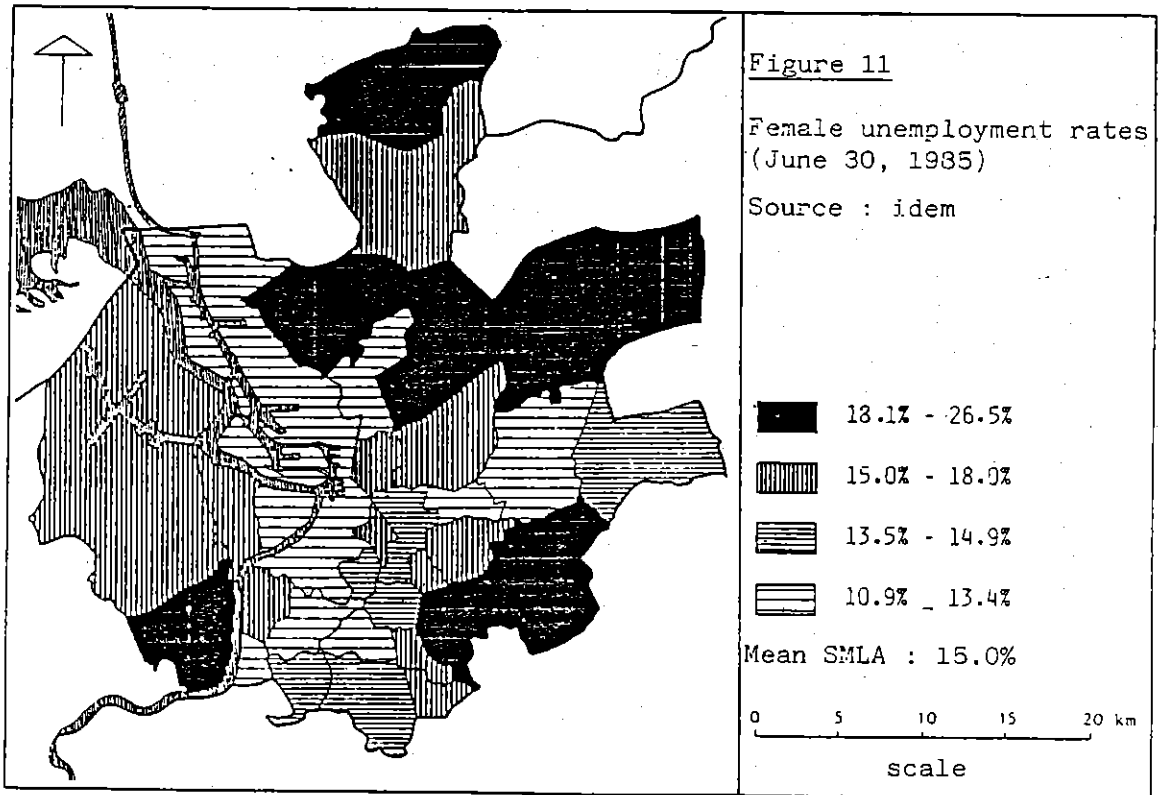 Figure 11
Female unemployment rates
(June 30, 1985)
Source : idem
18.1% - 26.5%
15.0% - 18.0%
13.5% - 14.9%
10.9% - 13.4%
Mean SMLA : 15.0%
0 5 10 15 20 km
scale